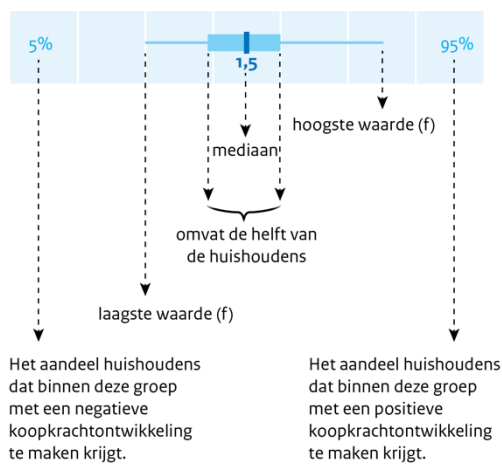 5%
1,5
95%
hoogste waarde (f)
mediaan
omvat de helft van
de huishoudens
laagste waarde (f)
Het aandeel huishoudens
dat binnen deze groep
met een negatieve
koopkrachtontwikkeling
te maken krijgt.
Het aandeel huishoudens
dat binnen deze groep
met een positieve
koopkrachtontwikkeling
te maken krijgt.